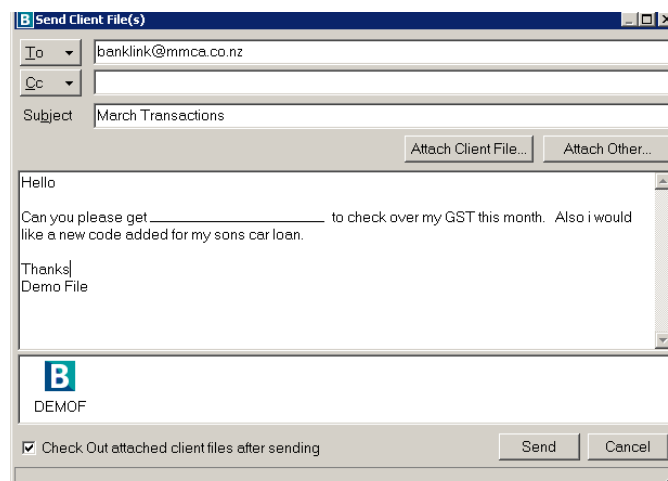 B Send Client File(s)
To
banklink@mmca.co.nz
Cc
Subject
March Transactions
Attach Client File...
Attach Other...
Hello
Can you please get ____________________ to check over my GST this month. Also i would
like a new code added for my sons car loan.
Thanks
Demo File
B
DEMOF
Check Out attached client files after sending
Send
Cancel